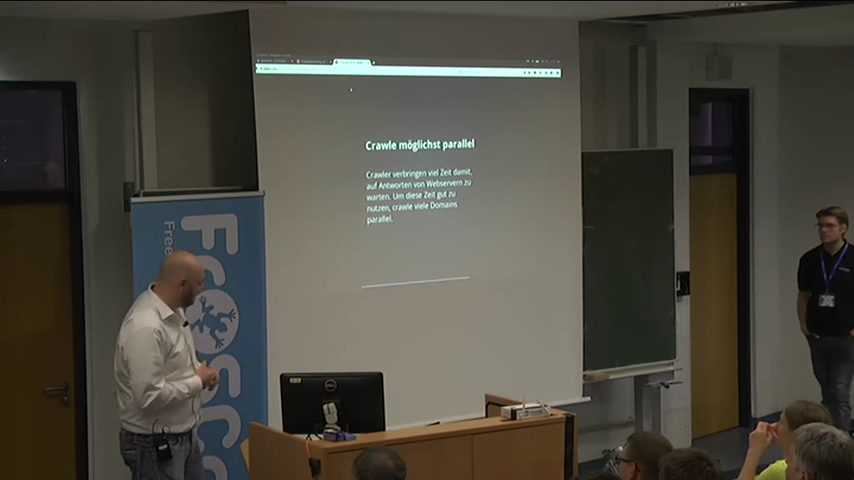 Crawle möglichst parallel
Crawler verbringen viel Zeit damit,
auf Antworten von Webservern zu
warten. Um diese Zeit gut zu
nutzen, crawle viele Domains
parallel.
Free
FrOSCo
DELL